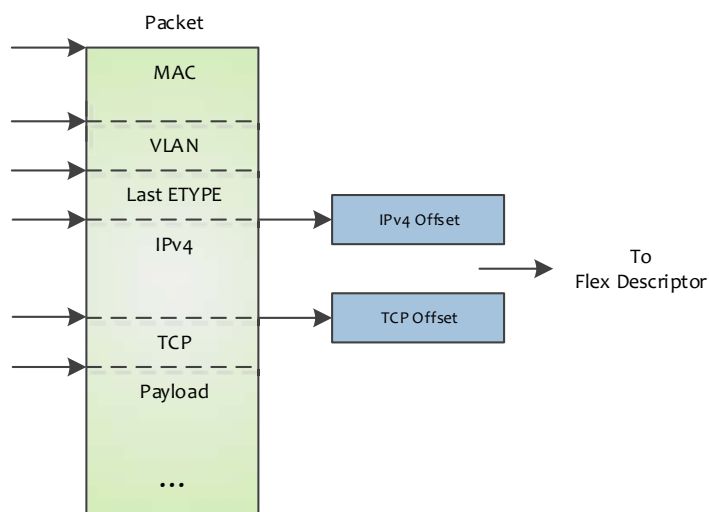 Packet
MAC
VLAN
Last ETYPE
IPv4 Offset
IPv4
To
Flex Descriptor
TCP Offset
TCP
Payload
...